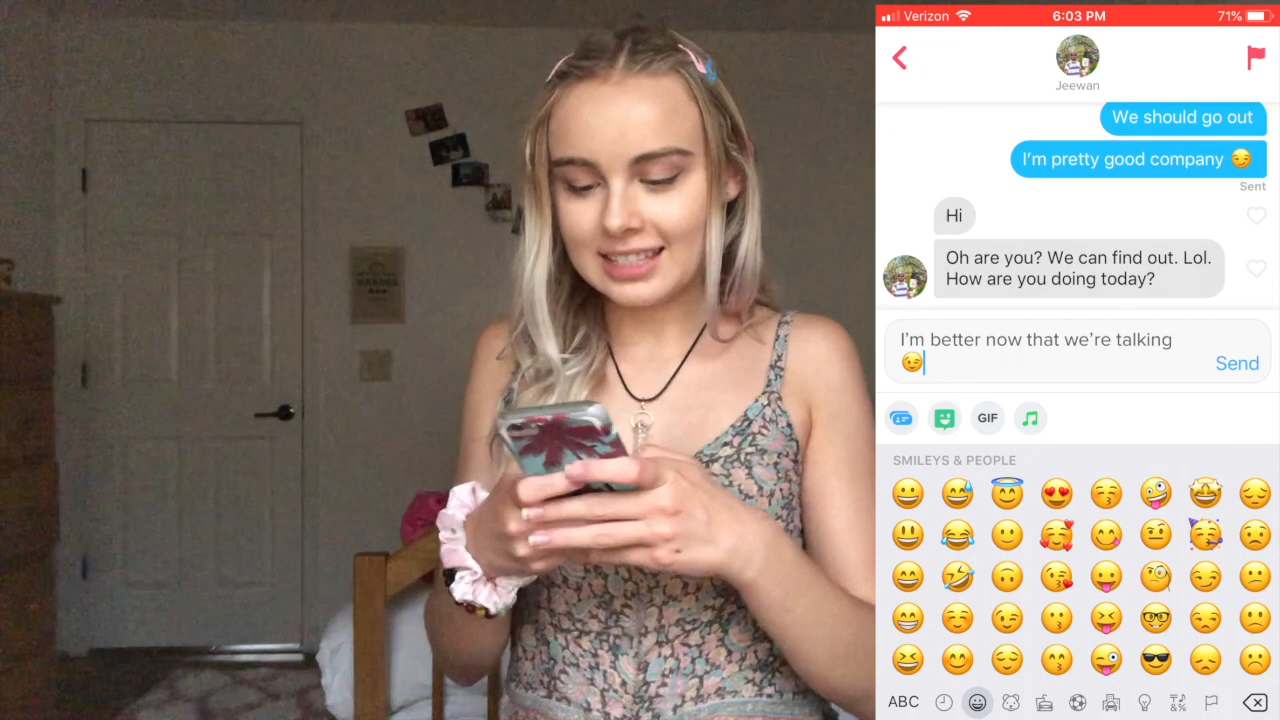 Verizon
6:03 PM
71%
Jeewan
We should go out
I'm pretty good company 😏
Sent
Hi
Oh are you? We can find out. Lol.
How are you doing today?
I'm better now that we're talking
😉
Send
GIF
SMILEYS & PEOPLE
ABC